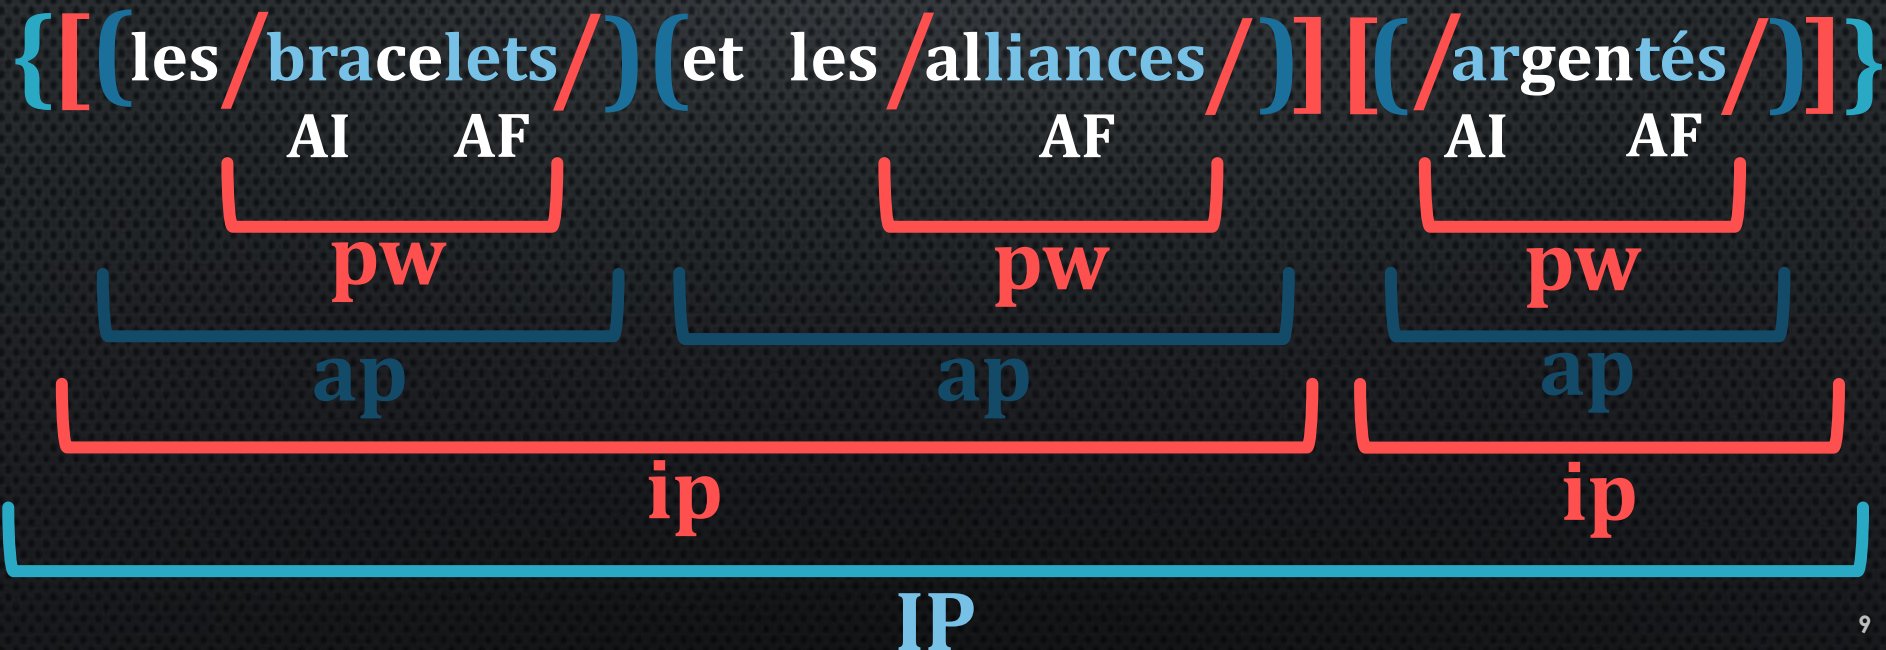 {[(les /bracelets/) (et les /alliances/)] [(/argentés/)]}
AI AF AF AI AF
pw pw pw
ap ap ap
ip ip
IP
9